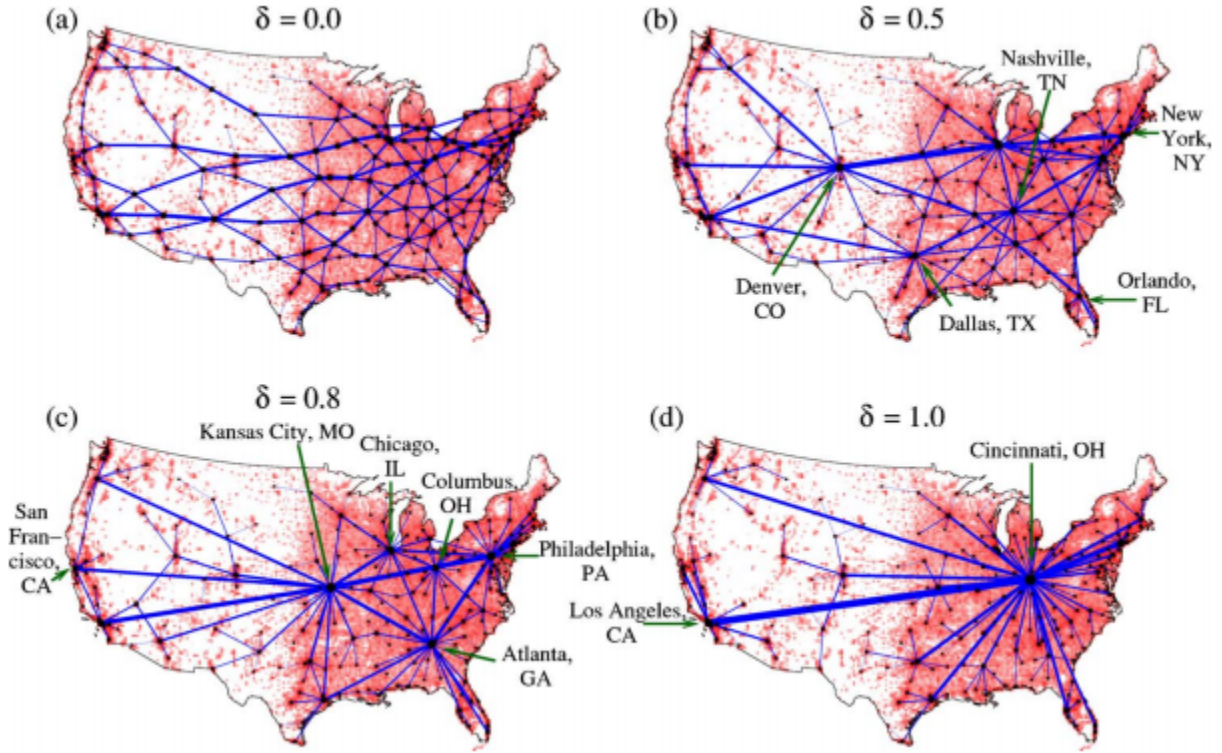 (a)
δ = 0.0
(b)
δ = 0.5
Nashville,
TN
New
York,
NY
Denver,
CO
Dallas, TX
Orlando,
FL
(c)
δ = 0.8
Kansas City, MO
Chicago,
IL
Columbus,
OH
San
Fran–
cisco,
CA
Philadelphia,
PA
Atlanta,
GA
(d)
δ = 1.0
Cincinnati, OH
Los Angeles,
CA